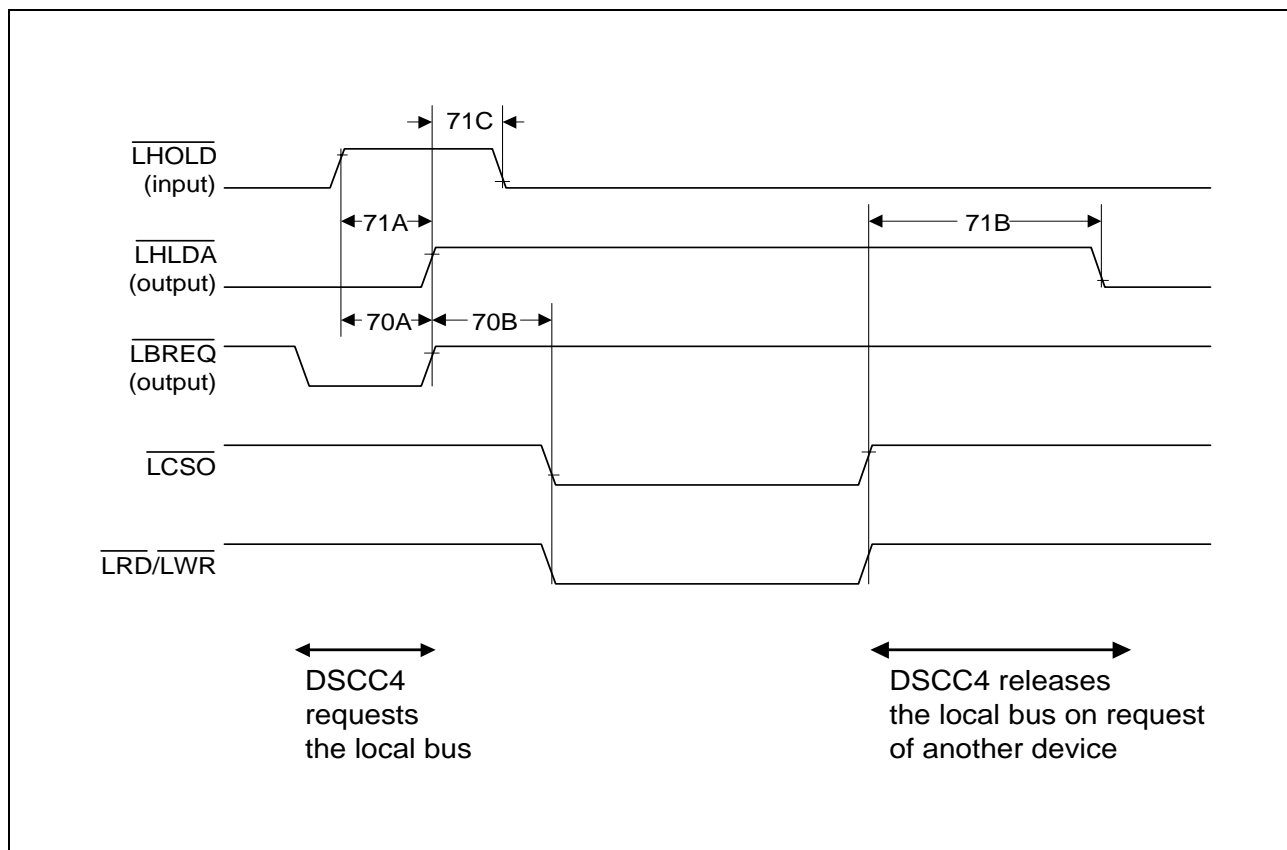 71C
LHOLD
(input)
71A
71B
LHLDA
(output)
70A
70B
LBREQ
(output)
LCSO
LRD/LWR
DSCC4
requests
the local bus
DSCC4 releases
the local bus on request
of another device